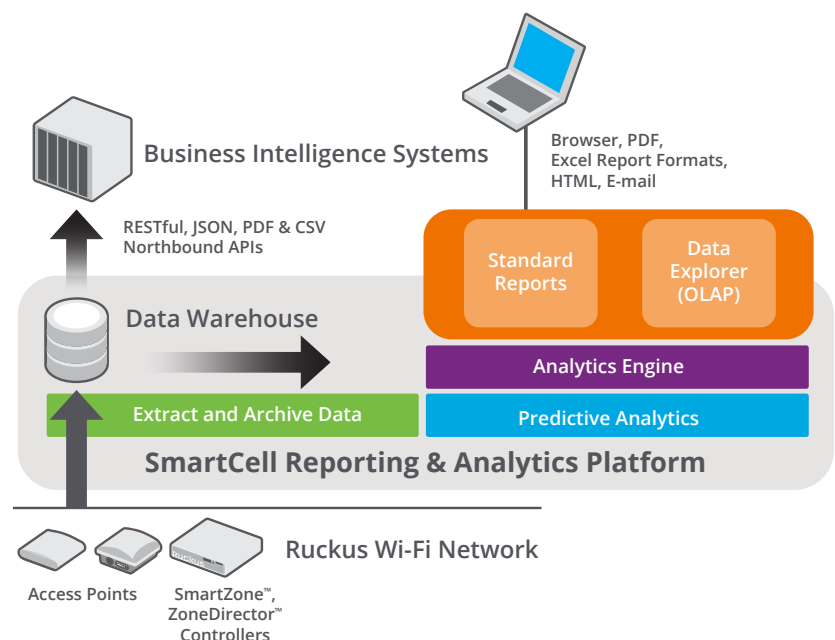 Business Intelligence Systems
Browser, PDF,
Excel Report Formats,
HTML, E-mail
RESTful, JSON, PDF & CSV
Northbound APIs
Standard
Reports
Data
Explorer
(OLAP)
Data Warehouse
Analytics Engine
Extract and Archive Data
Predictive Analytics
SmartCell Reporting & Analytics Platform
Ruckus
Ruckus Wi-Fi Network
Access Points
SmartZone™,
ZoneDirector™
Controllers